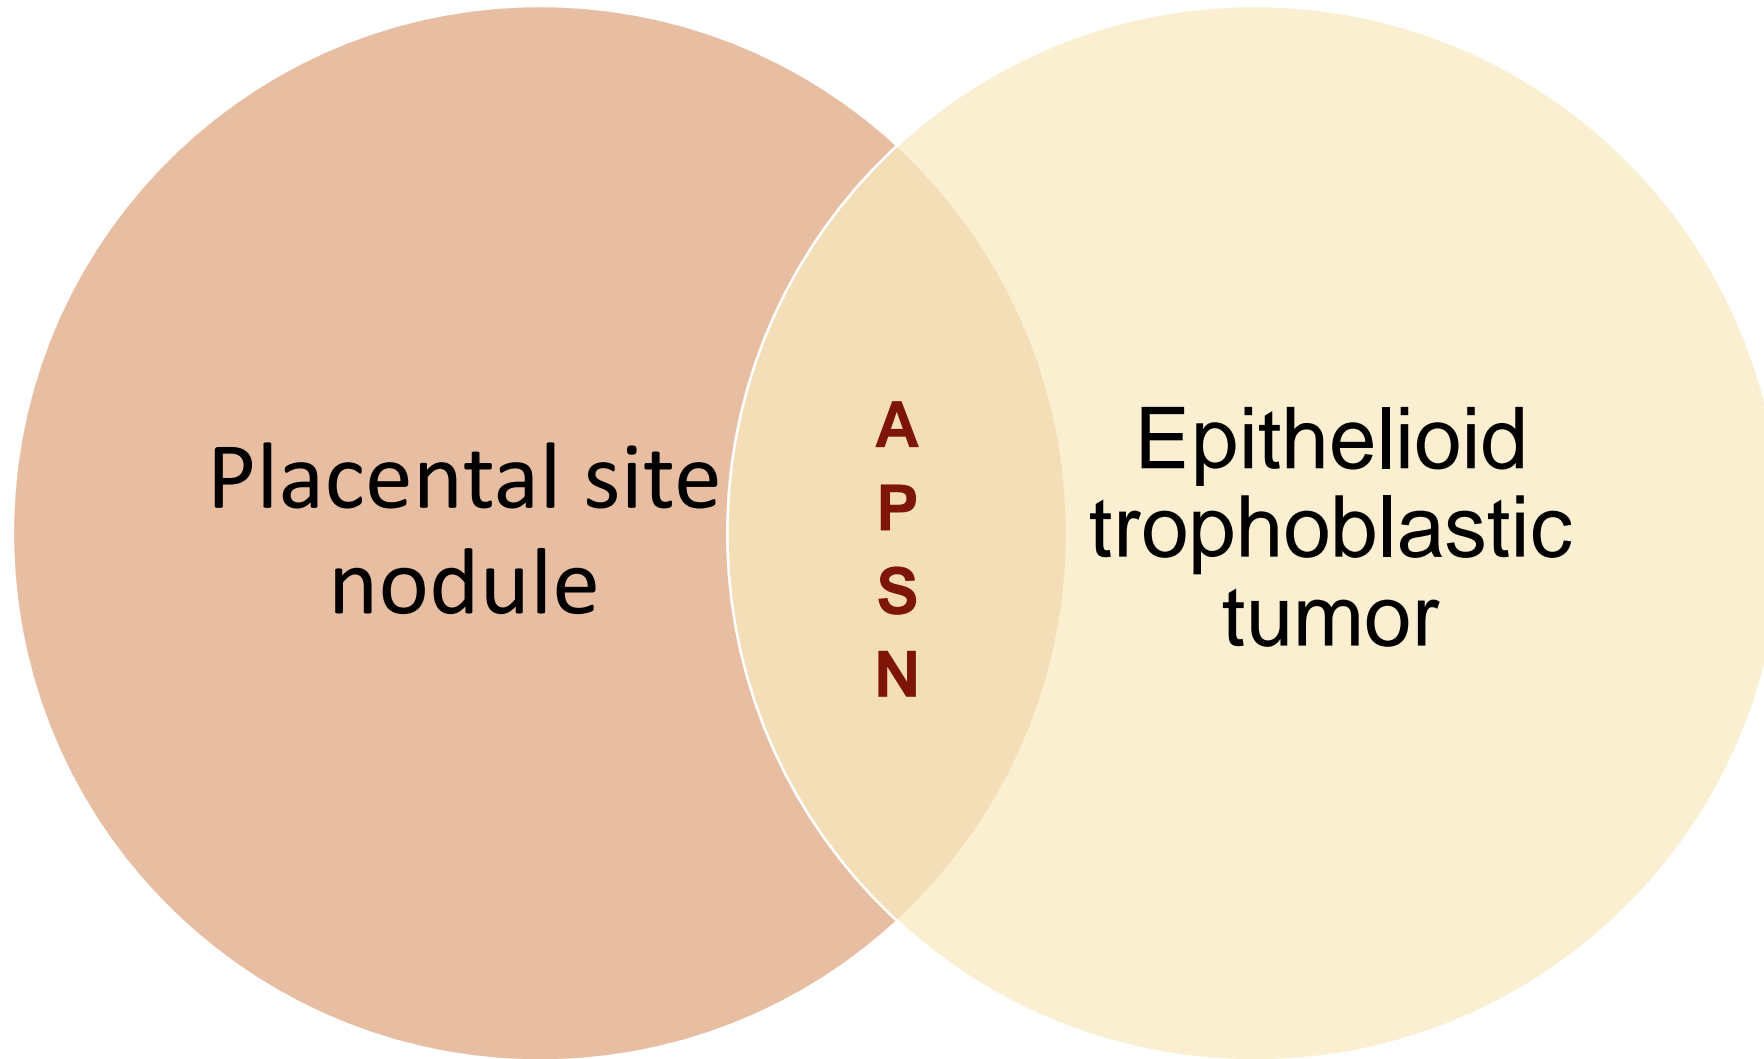 Placental site
nodule
A
P
S
N
Epithelioid
trophoblastic
tumor